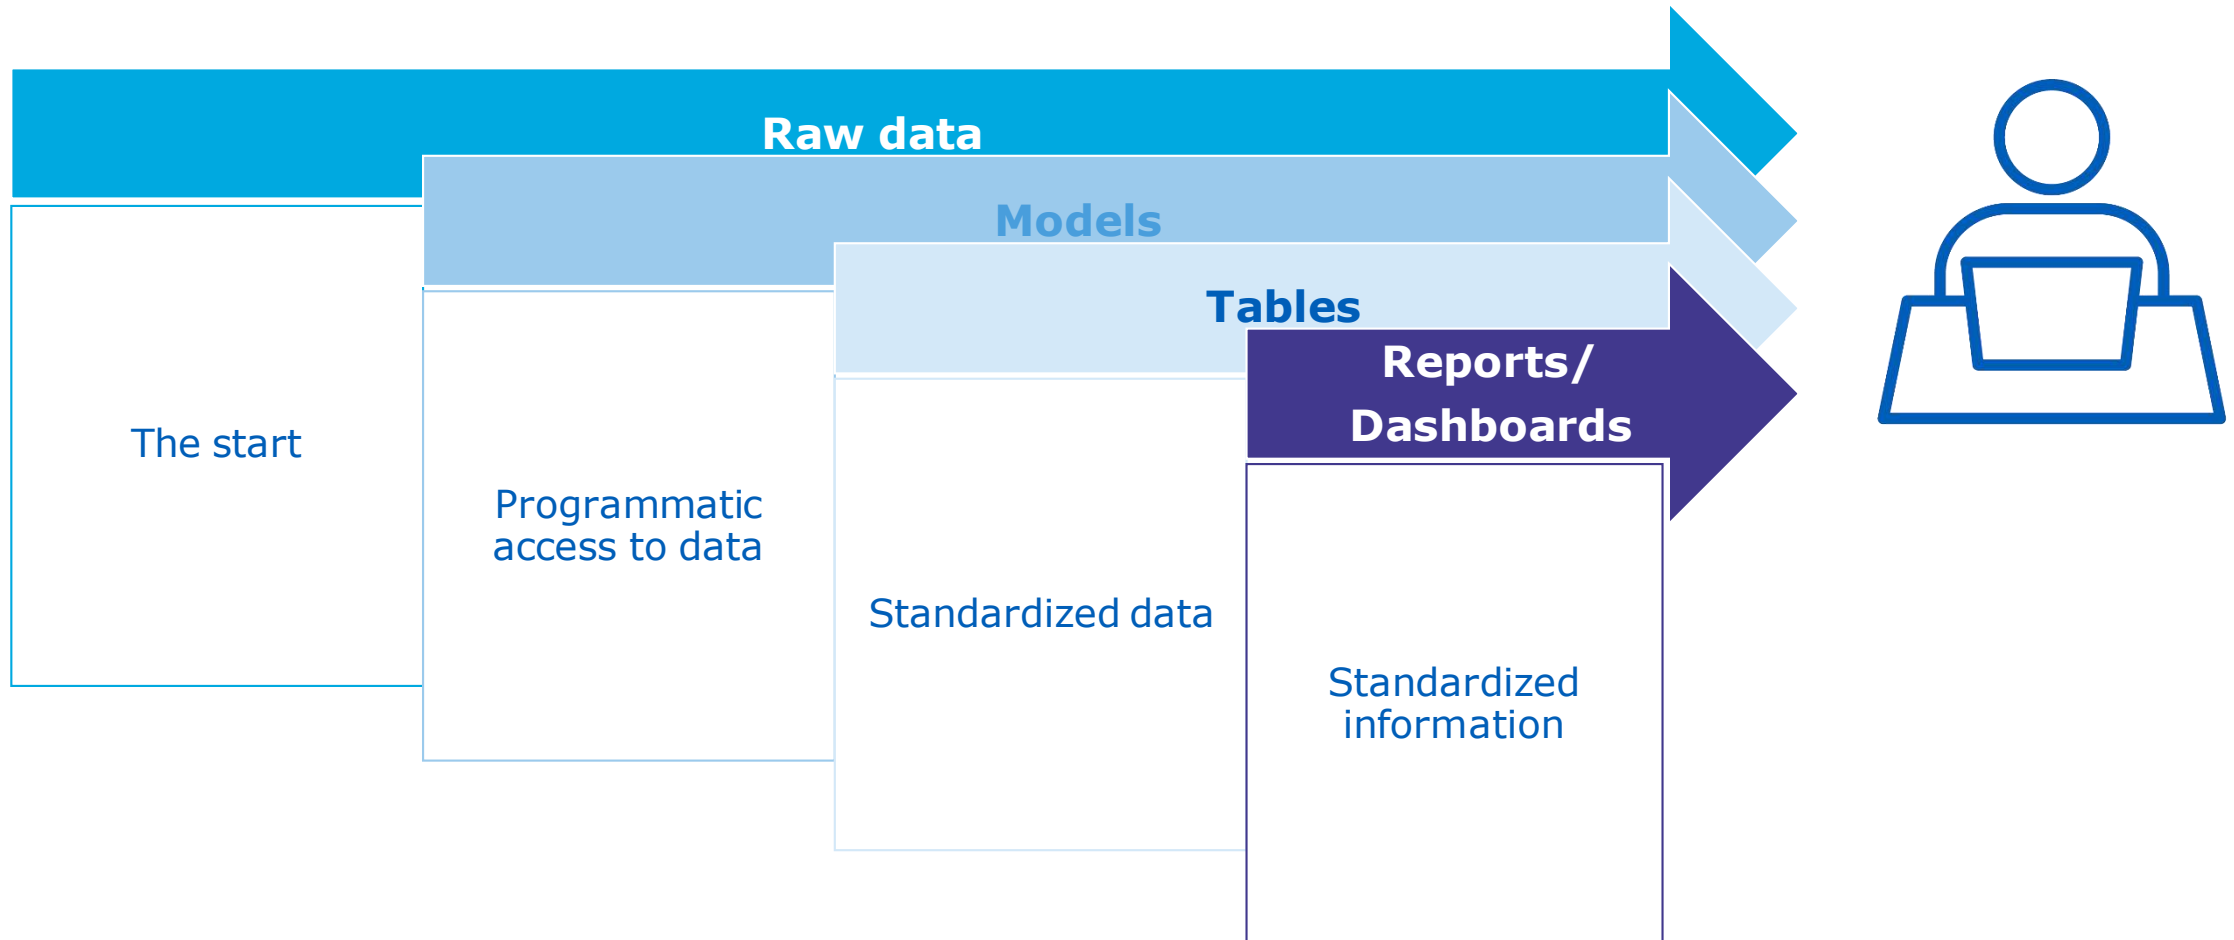 Raw data
Models
Tables
Reports/
Dashboards
The start
Programmatic
access to data
Standardized data
Standardized
information